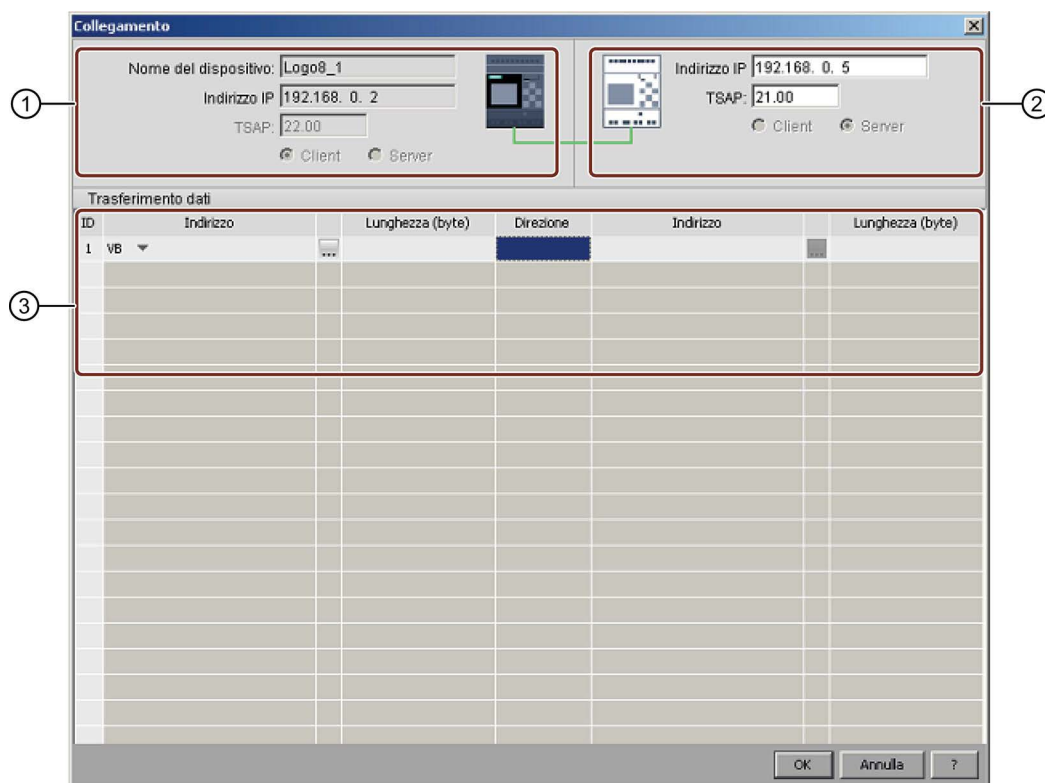 Collegamento
Nome del dispositivo: Logo8_1
Indirizzo IP 192.168. 0. 2
TSAP: 22.00
Client Server
Indirizzo IP 192.168. 0. 5
TSAP: 21.00
Client Server
1
2
Trasferimento dati
ID Indirizzo Lunghezza (byte) Direzione Indirizzo Lunghezza (byte)
1 VB ... ...
3
OK Annulla ?